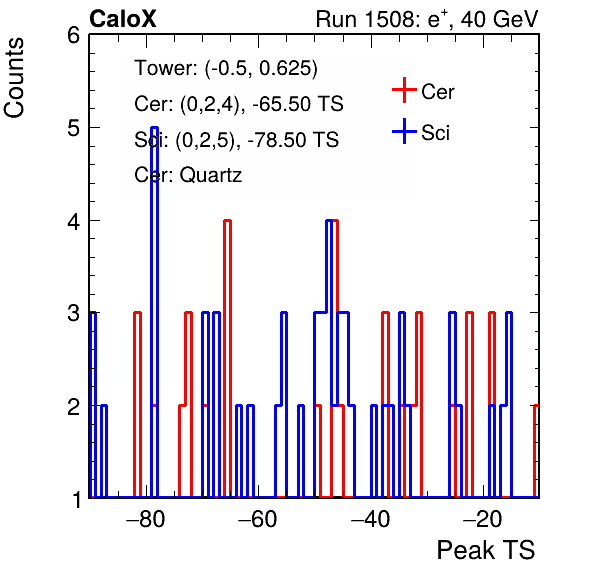 CaloX Run 1508: e+, 40 GeV
Counts
6
5
4
3
2
1
Tower: (-0.5, 0.625)
Cer: (0,2,4), -65.50 TS
Sci: (0,2,5), -78.50 TS
Cer: Quartz
Cer
Sci
−80 −60 −40 −20
Peak TS